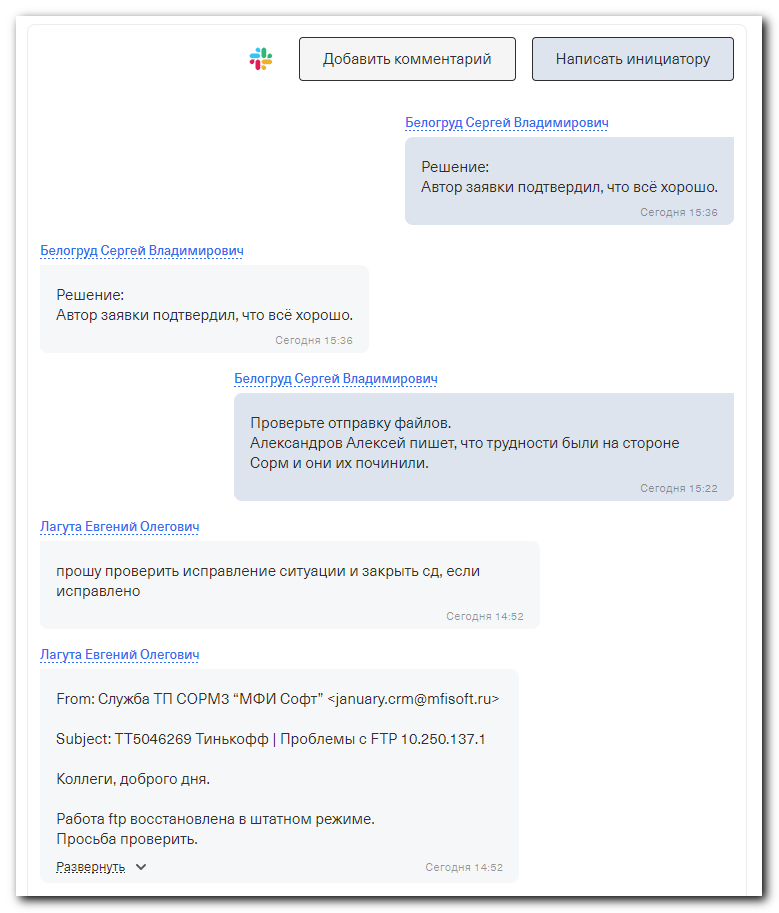 Добавить комментарий
Написать инициатору
Белогруд Сергей Владимирович
Решение:
Автор заявки подтвердил, что всё хорошо.
Сегодня 15:36
Белогруд Сергей Владимирович
Решение:
Автор заявки подтвердил, что всё хорошо.
Сегодня 15:36
Белогруд Сергей Владимирович
Проверьте отправку файлов.
Александров Алексей пишет, что трудности были на стороне
Сорм и они их починили.
Сегодня 15:22
Лагута Евгений Олегович
прошу проверить исправление ситуации и закрыть сд, если
исправлено
Сегодня 14:52
Лагута Евгений Олегович
From: Служба ТП СОРМ3 “МФИ Софт” <january.crm@mfisoft.ru>
Subject: TT5046269 Тинькофф | Проблемы с FTP 10.250.137.1
Коллеги, доброго дня.
Работа ftp восстановлена в штатном режиме.
Просьба проверить.
Развернуть
Сегодня 14:52